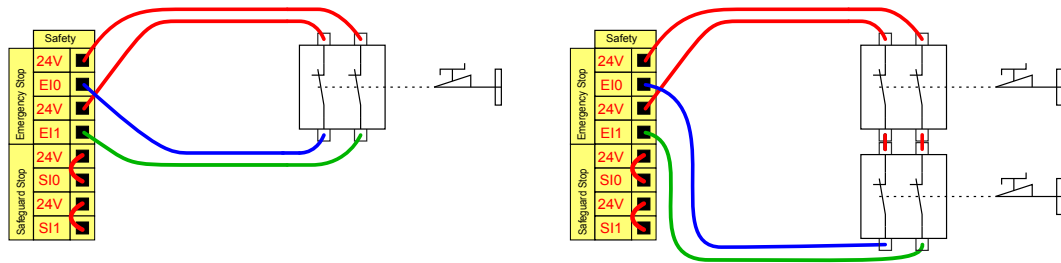 Safety
Emergency Stop
24V
EI0
24V
EI1
Safeguard Stop
24V
SI0
24V
SI1
Safety
Emergency Stop
24V
EI0
24V
EI1
Safeguard Stop
24V
SI0
24V
SI1